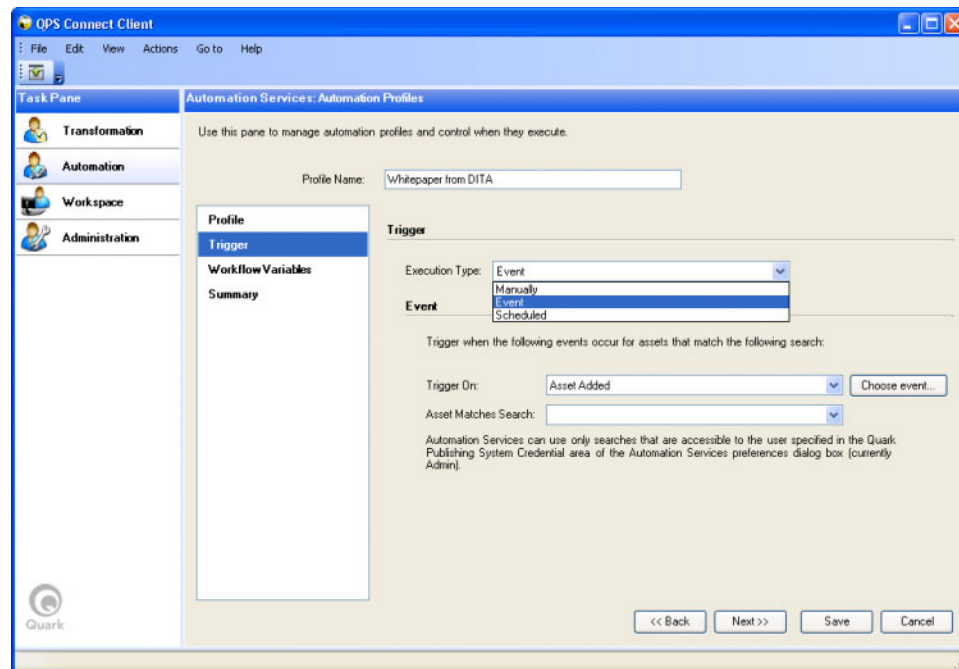 QPS Connect Client
File Edit View Actions Go to Help
Task Pane
Automation Services: Automation Profiles
Transformation
Automation
Workspace
Administration
Use this pane to manage automation profiles and control when they execute.
Profile Name: Whitepaper from DITA
Profile
Trigger
Workflow Variables
Summary
Trigger
Execution Type: Event
Manually
Event
Scheduled
Event
Trigger when the following events occur for assets that match the following search:
Trigger On: Asset Added Choose event...
Asset Matches Search:
Automation Services can use only searches that are accessible to the user specified in the Quark
Publishing System Credential area of the Automation Services preferences dialog box (currently
Admin).
Quark
<< Back Next >> Save Cancel